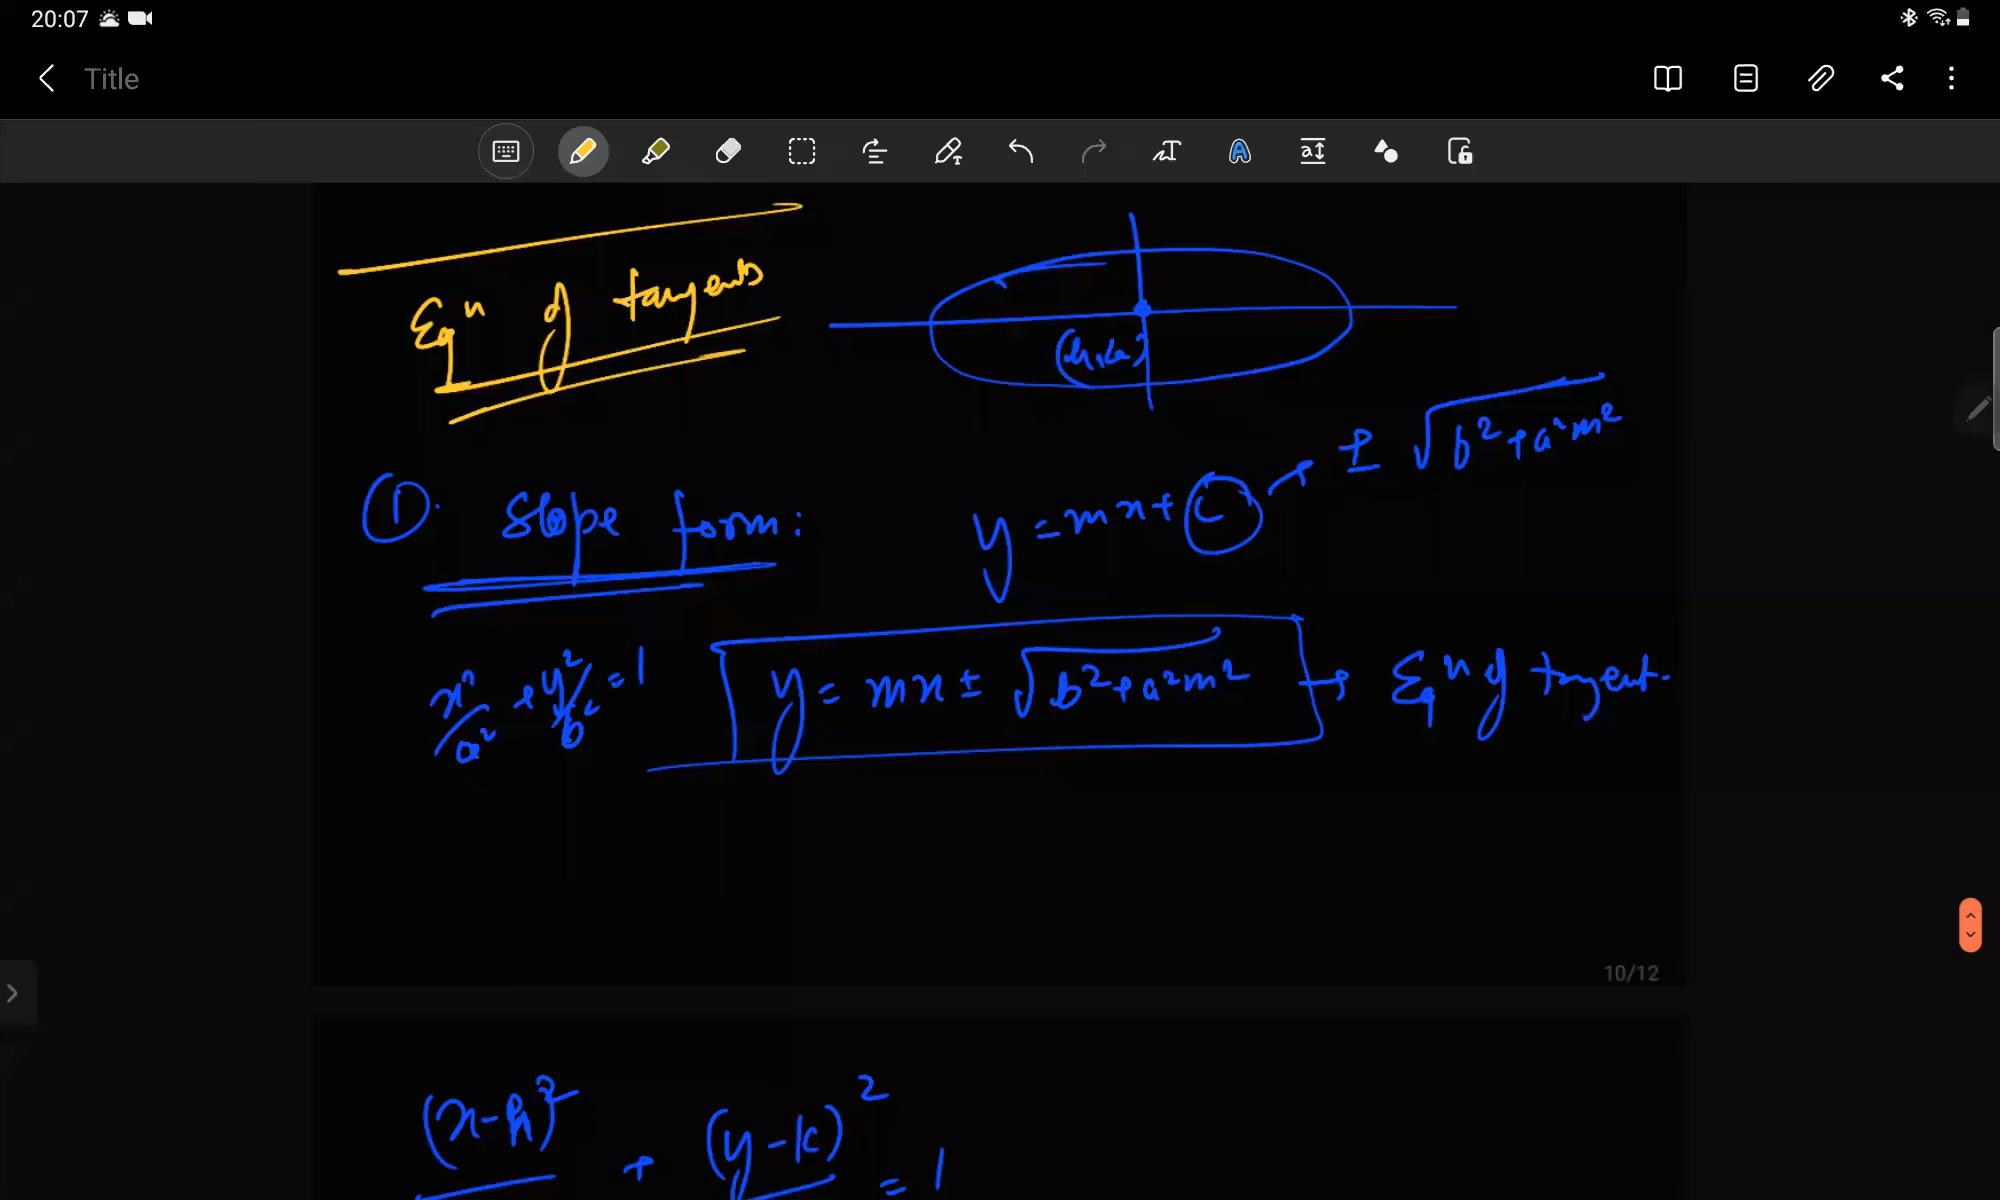 20:07
Title
Eqⁿ of tangents
(h,k)
± √b²+a²m²
① . Slope form :
y = mx + c →
x²/a² + y²/b² = 1
y = mx ± √b²+a²m² → Eqⁿ of tangent.
10/12
(x-h)² + (y-k)² = 1